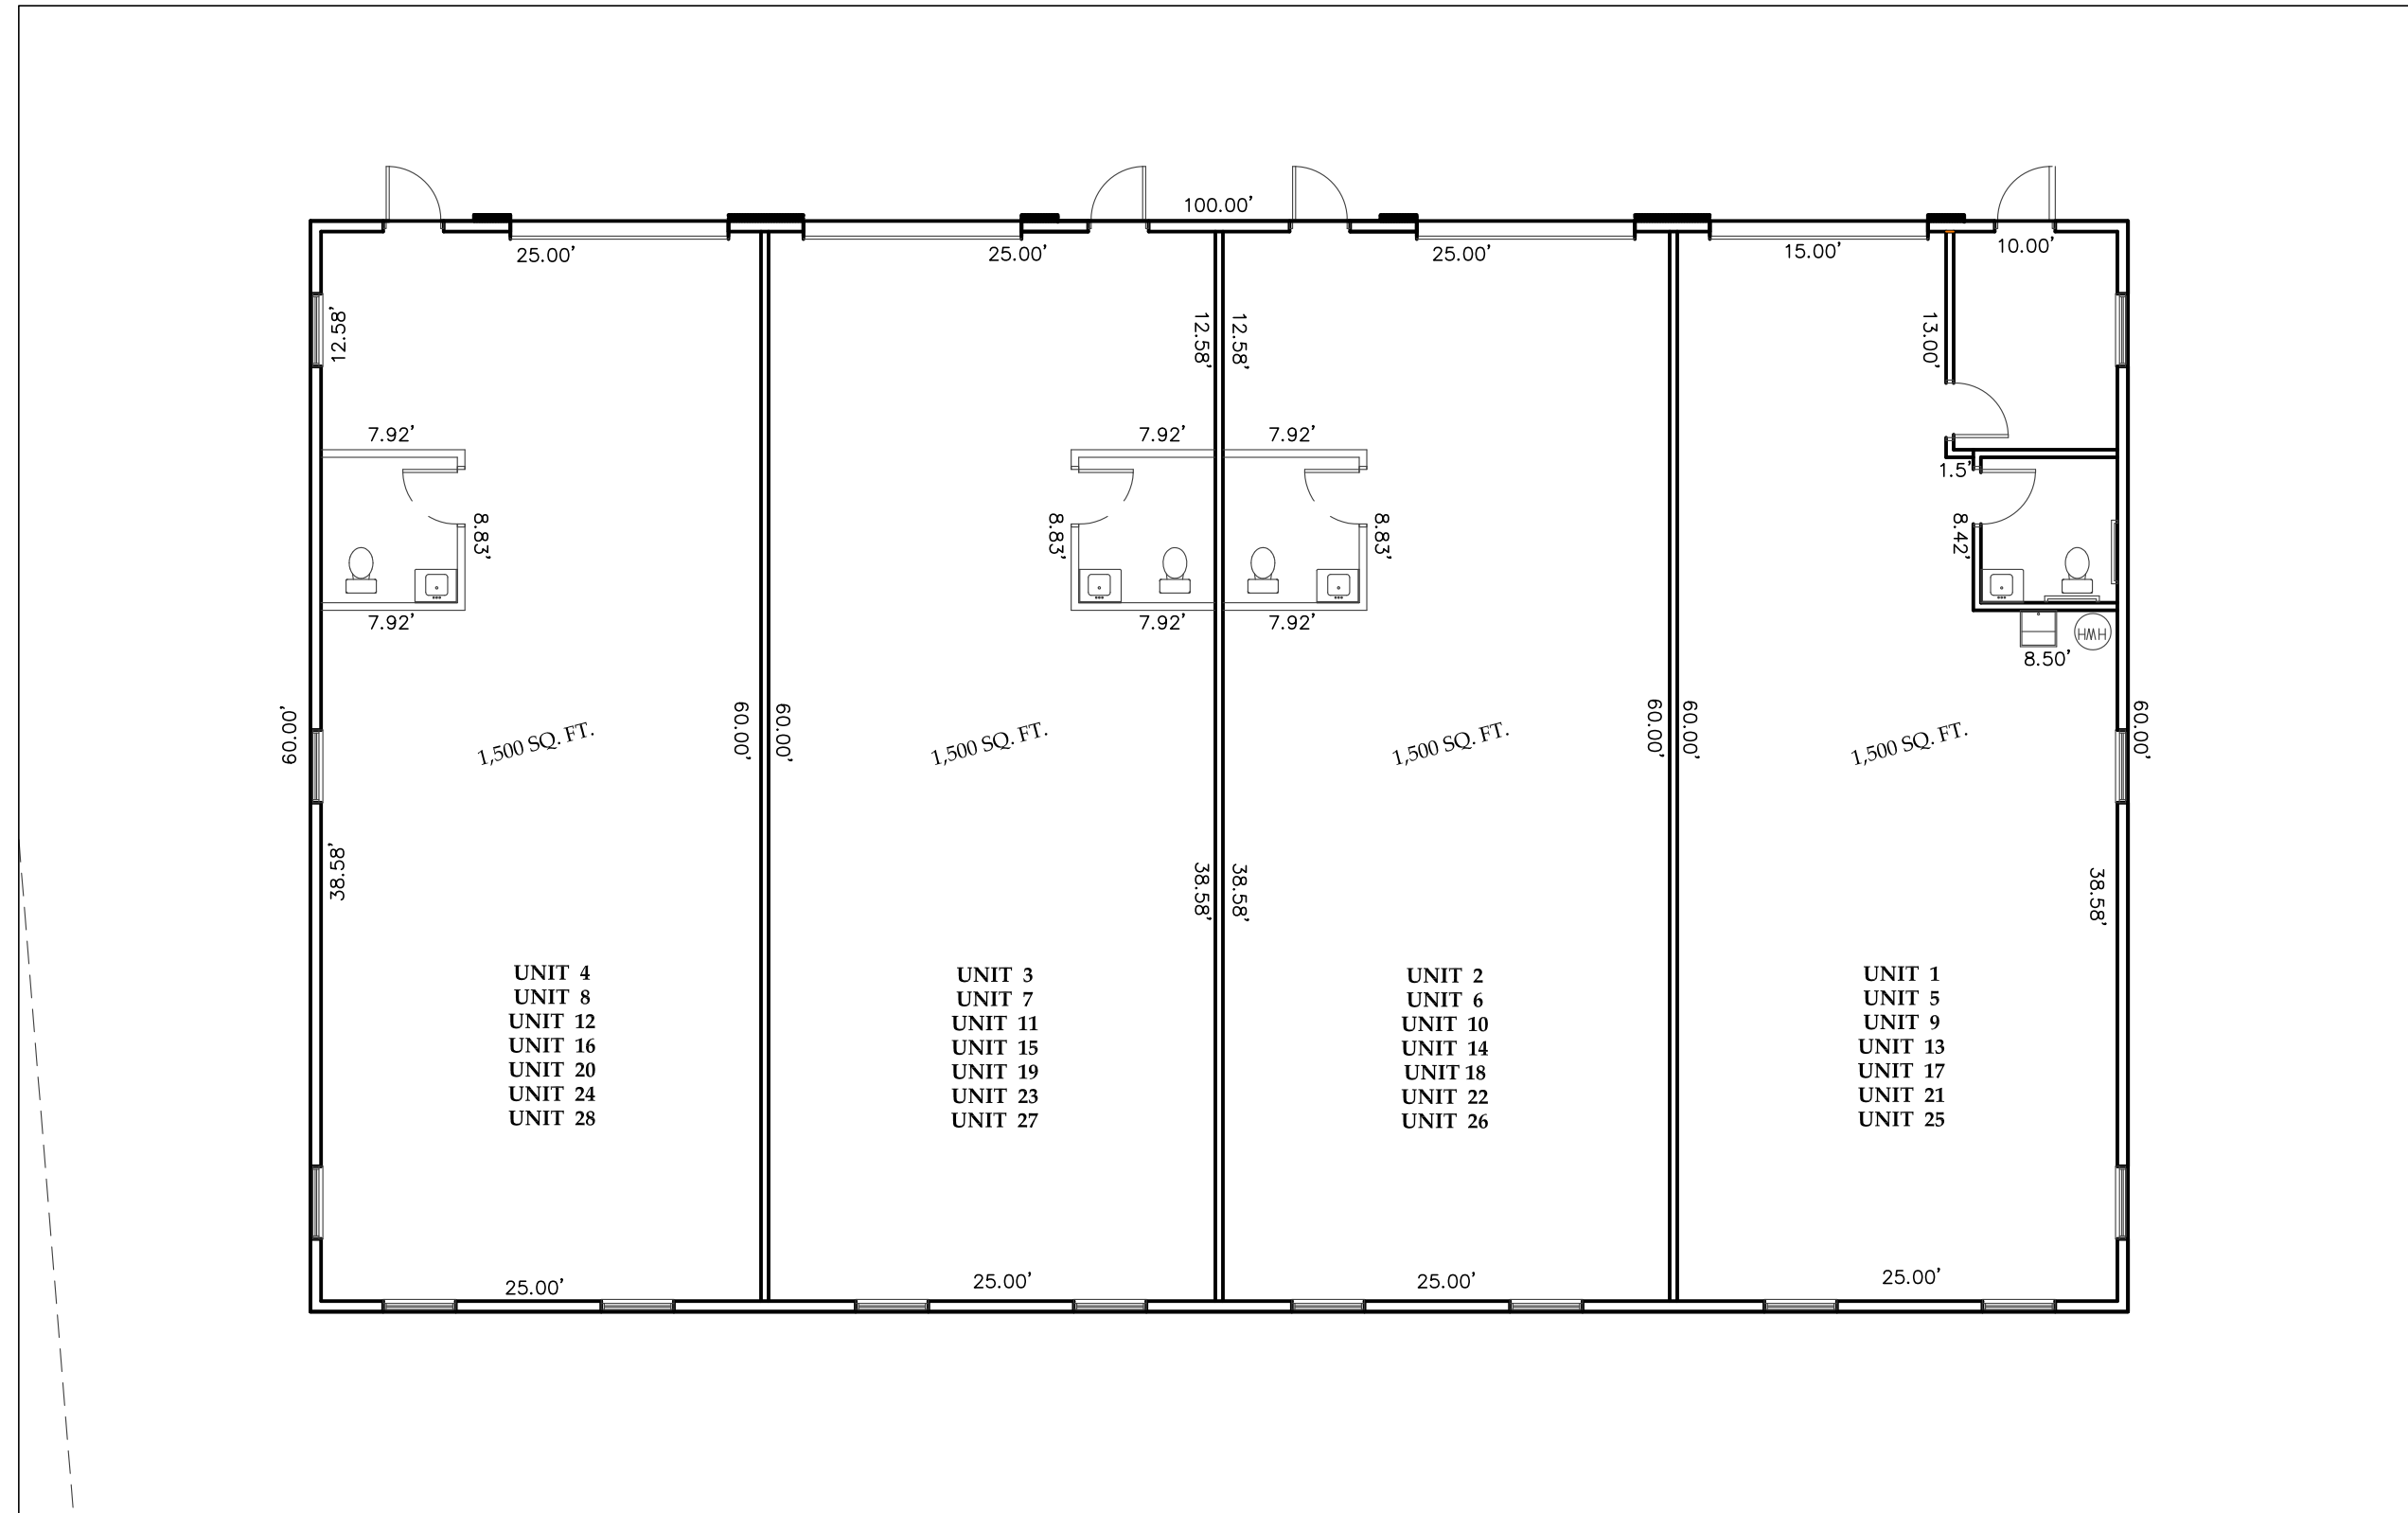 100.00'
25.00'
25.00'
25.00'
15.00'
10.00'
12.58'
12.58'
12.58'
13.00'
7.92'
7.92'
7.92'
1.5'
8.83'
8.83'
8.83'
8.42'
7.92'
7.92'
7.92'
HWH
8.50'
60.00'
60.00'
60.00'
60.00'
60.00'
60.00'
1,500 SQ. FT.
1,500 SQ. FT.
1,500 SQ. FT.
1,500 SQ. FT.
38.58'
38.58'
38.58'
38.58'
UNIT 4
UNIT 8
UNIT 12
UNIT 16
UNIT 20
UNIT 24
UNIT 28
UNIT 3
UNIT 7
UNIT 11
UNIT 15
UNIT 19
UNIT 23
UNIT 27
UNIT 2
UNIT 6
UNIT 10
UNIT 14
UNIT 18
UNIT 22
UNIT 26
UNIT 1
UNIT 5
UNIT 9
UNIT 13
UNIT 17
UNIT 21
UNIT 25
25.00'
25.00'
25.00'
25.00'